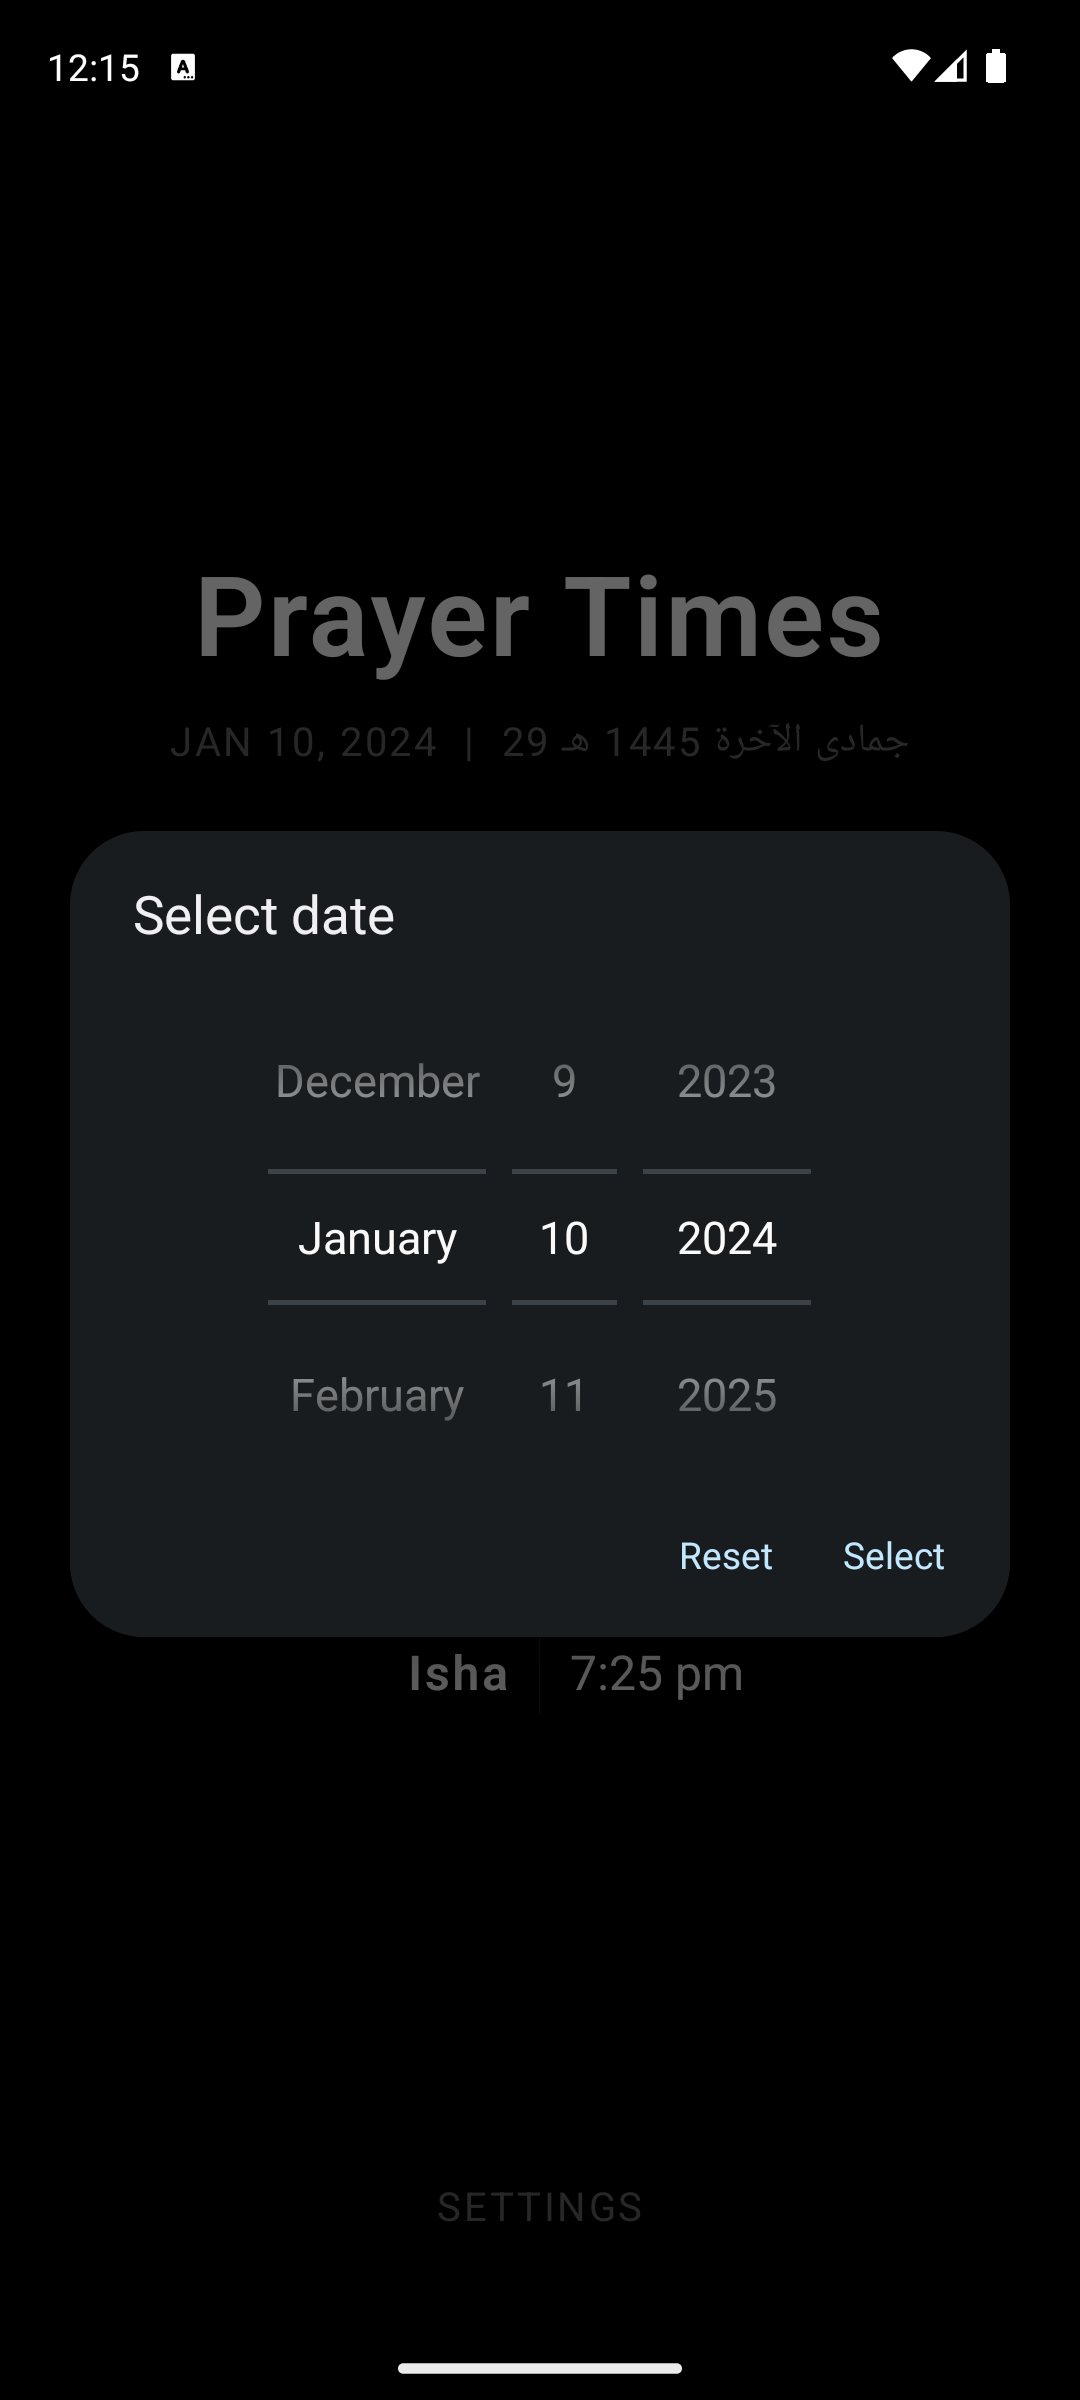 12:15
Prayer Times
JAN 10, 2024 | 29 جمادى الآخرة 1445 هـ
Select date
December 9 2023
January 10 2024
February 11 2025
Reset Select
Isha 7:25 pm
SETTINGS